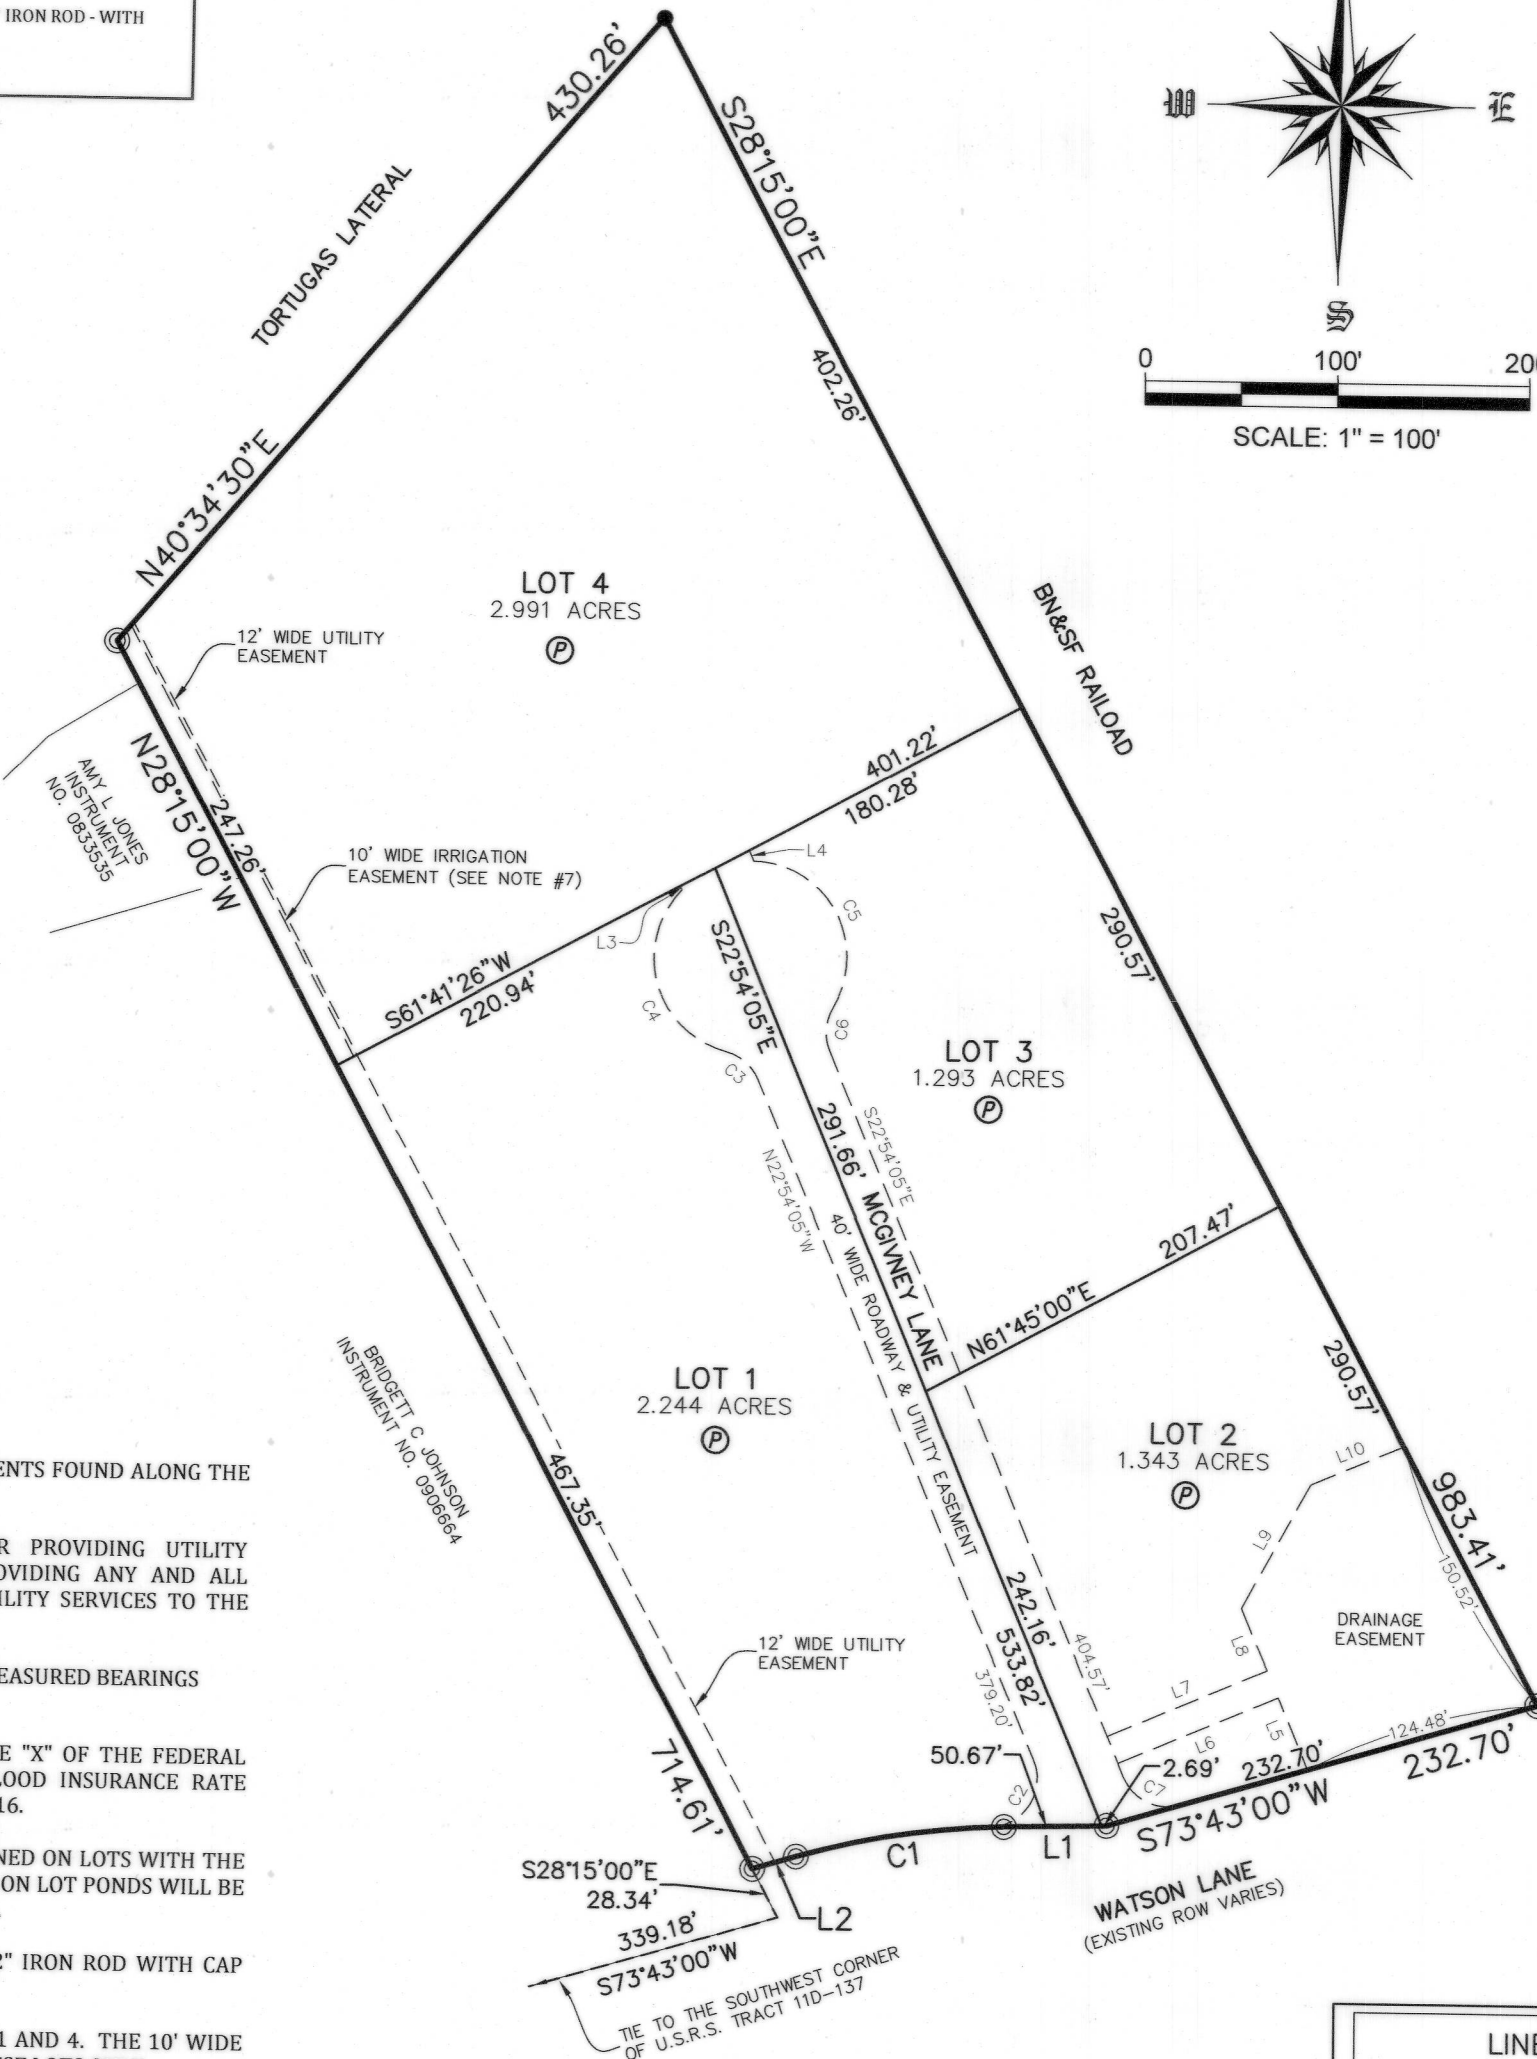 IRON ROD - WITH
430.26'
S28°15'00"E
W
E
S
TORTUGAS LATERAL
402.26'
0
100'
SCALE: 1" = 100'
N40°34'30"E
LOT 4
2.991 ACRES
P
12' WIDE UTILITY
EASEMENT
BN&SF RAILOAD
AMY L JONES
INSTRUMENT
NO. 0833535
N28°15'00"W
247.26'
401.22'
180.28'
10' WIDE IRRIGATION
EASEMENT (SEE NOTE #7)
L4
L3
C5
C4
C6
C3
290.57'
S61°41'26"W
220.94'
S22°54'05"E
LOT 3
1.293 ACRES
P
291.66'
MCGIVNEY LANE
S22°54'05"E
N22°54'05"W
40' WIDE ROADWAY & UTILITY EASEMENT
207.47'
N61°45'00"E
BRIDGETT C JOHNSON
INSTRUMENT NO. 0906664
LOT 1
2.244 ACRES
P
290.57'
LOT 2
1.343 ACRES
P
L10
L9
983.41'
150.52'
467.35'
ENTS FOUND ALONG THE
R PROVIDING UTILITY
OVIDING ANY AND ALL
ILITY SERVICES TO THE
242.16'
533.82'
404.57'
379.20'
DRAINAGE
EASEMENT
L8
L7
L6
L5
12' WIDE UTILITY
EASEMENT
EASURED BEARINGS
124.48'
232.70'
232.70'
50.67'
2.69'
C2
C7
E "X" OF THE FEDERAL
LOOD INSURANCE RATE
16.
714.61'
C1
L1
S73°43'00"W
NED ON LOTS WITH THE
ON LOT PONDS WILL BE
S28°15'00"E
28.34'
L2
WATSON LANE
(EXISTING ROW VARIES)
339.18'
S73°43'00"W
2" IRON ROD WITH CAP
TIE TO THE SOUTHWEST CORNER
OF U.S.R.S. TRACT 11D-137
1 AND 4. THE 10' WIDE
LINE